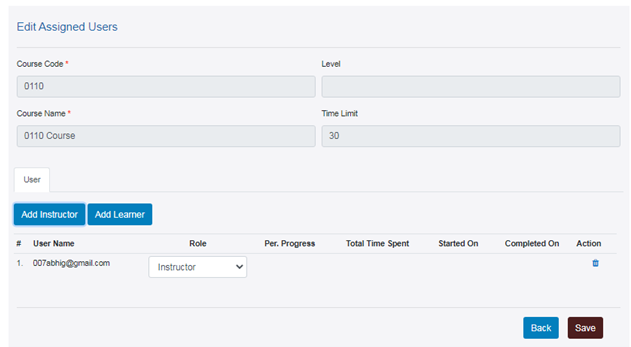 Edit Assigned Users
Course Code * Level
0110
Course Name * Time Limit
0110 Course 30
User
Add Instructor Add Learner
# User Name Role Per. Progress Total Time Spent Started On Completed On Action
1. 007abhig@gmail.com Instructor
Back Save